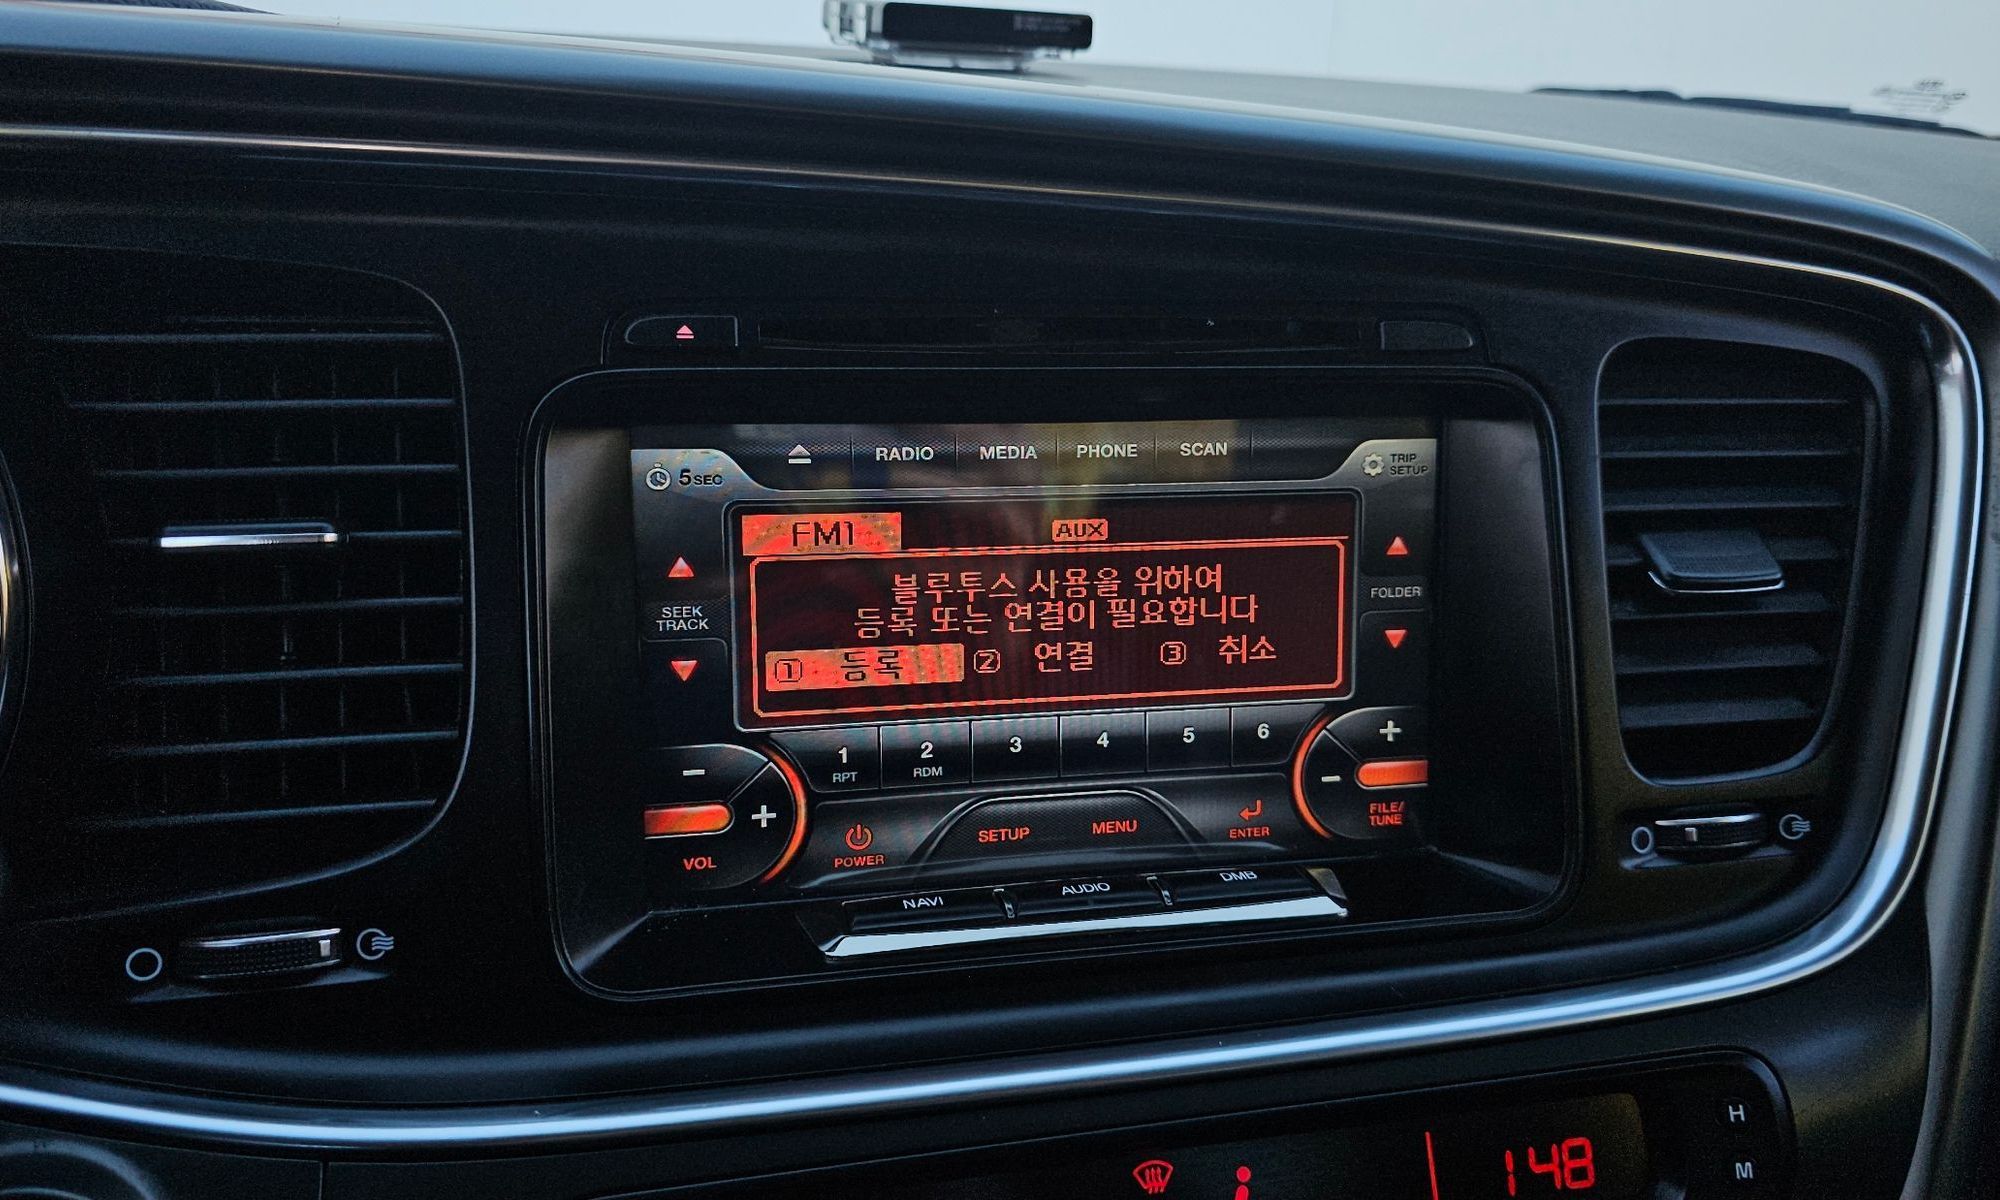 RADIO MEDIA PHONE SCAN
5SEC
TRIP
SETUP
FM1 AUX
블루투스 사용을 위하여
등록 또는 연결이 필요합니다
① 등록 ② 연결 ③ 취소
SEEK
TRACK
FOLDER
1 2 3 4 5 6
RPT RDM
VOL
POWER
SETUP
MENU
ENTER
FILE/
TUNE
NAVI AUDIO DMB
1:48
H
M